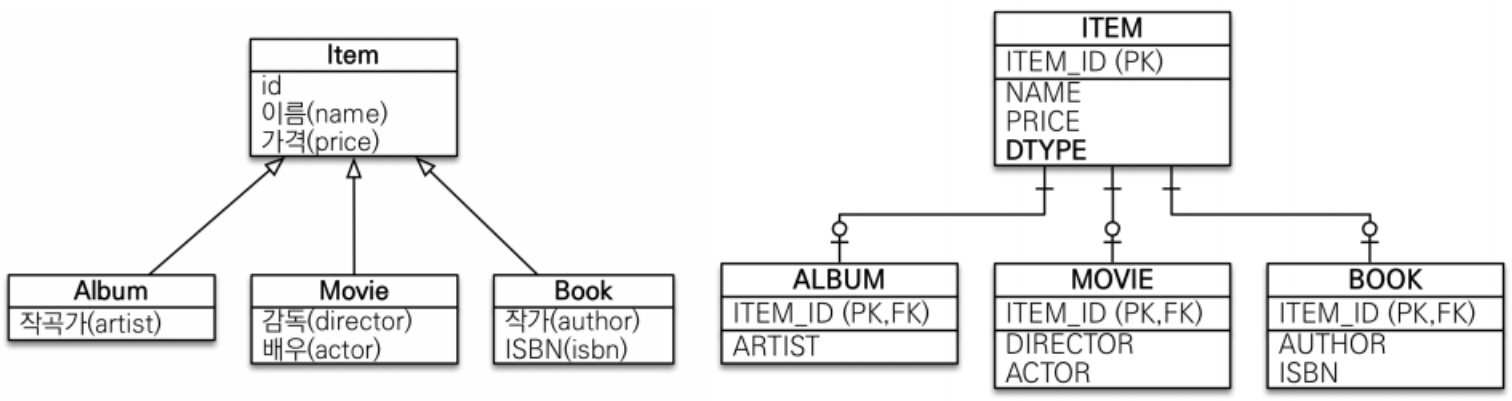 Item
id
이름(name)
가격(price)
Album
작곡가(artist)
Movie
감독(director)
배우(actor)
Book
작가(author)
ISBN(isbn)
ITEM
ITEM_ID (PK)
NAME
PRICE
DTYPE
ALBUM
ITEM_ID (PK,FK)
ARTIST
MOVIE
ITEM_ID (PK,FK)
DIRECTOR
ACTOR
BOOK
ITEM_ID (PK,FK)
AUTHOR
ISBN